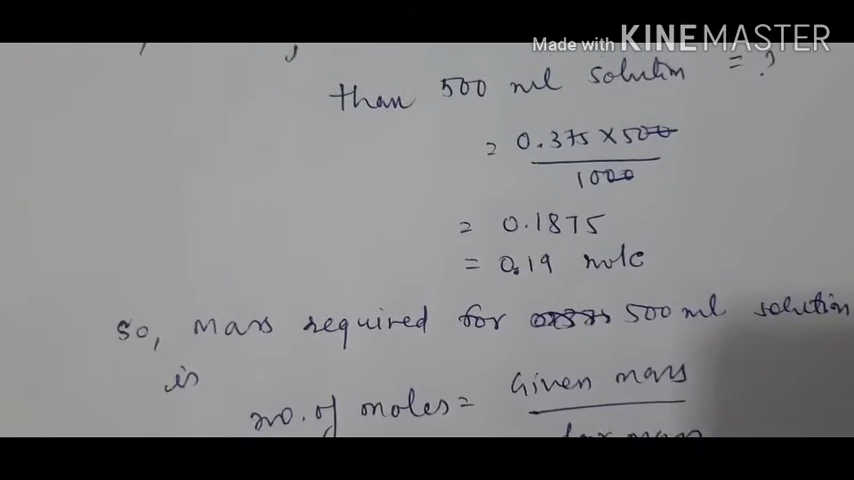 Made with KINEMASTER
than 500 ml solution = ?
= 0.375 × 500
1000
= 0.1875
= 0.19 mole
So, mass required for 500 ml solution
is
no. of moles = Given mass